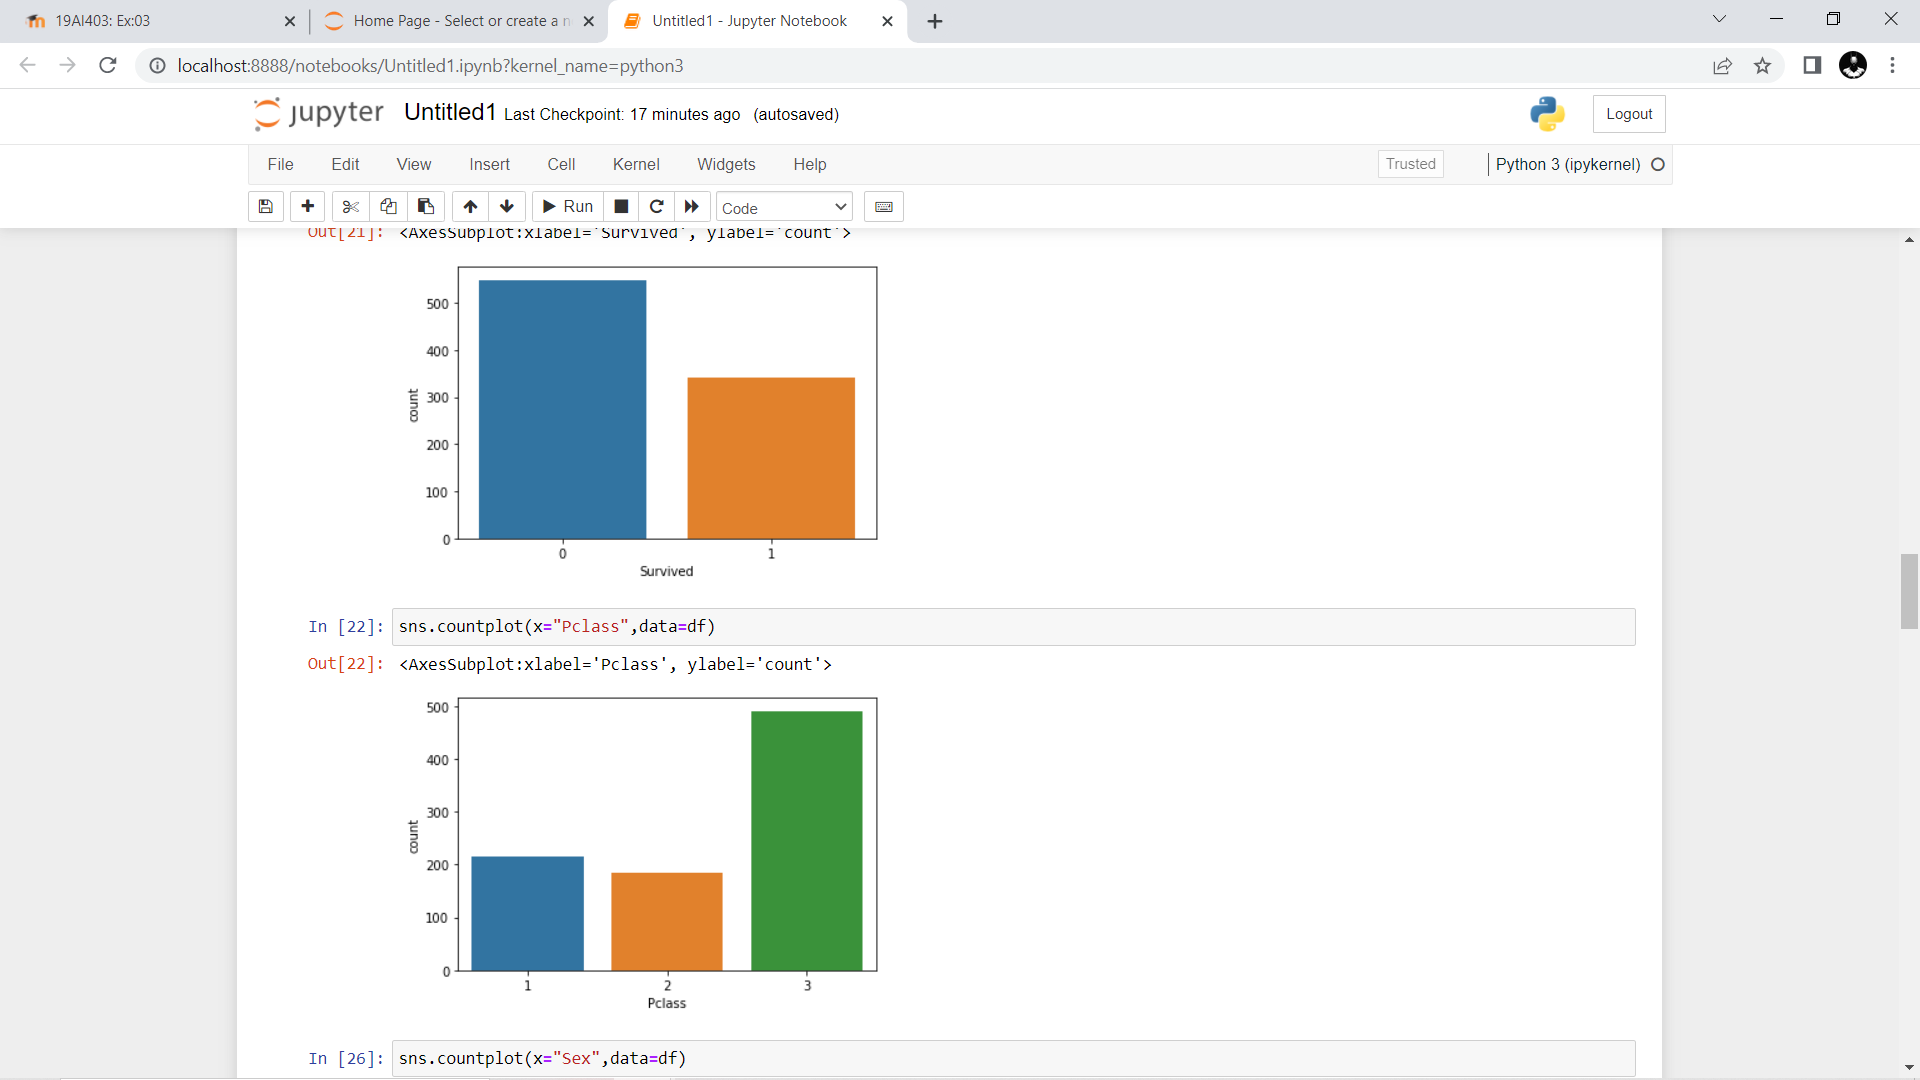 19AI403: Ex:03
Home Page - Select or create a n
Untitled1 - Jupyter Notebook
localhost:8888/notebooks/Untitled1.ipynb?kernel_name=python3
jupyter Untitled1 Last Checkpoint: 17 minutes ago (autosaved)
Logout
File Edit View Insert Cell Kernel Widgets Help
Trusted
Python 3 (ipykernel)
Run
Code
Out[21]: <AxesSubplot:xlabel='Survived', ylabel='count'>
500
400
300
200
100
0
count
0 1
Survived
In [22]: sns.countplot(x="Pclass",data=df)
Out[22]: <AxesSubplot:xlabel='Pclass', ylabel='count'>
500
400
300
200
100
0
count
1 2 3
Pclass
In [26]: sns.countplot(x="Sex",data=df)